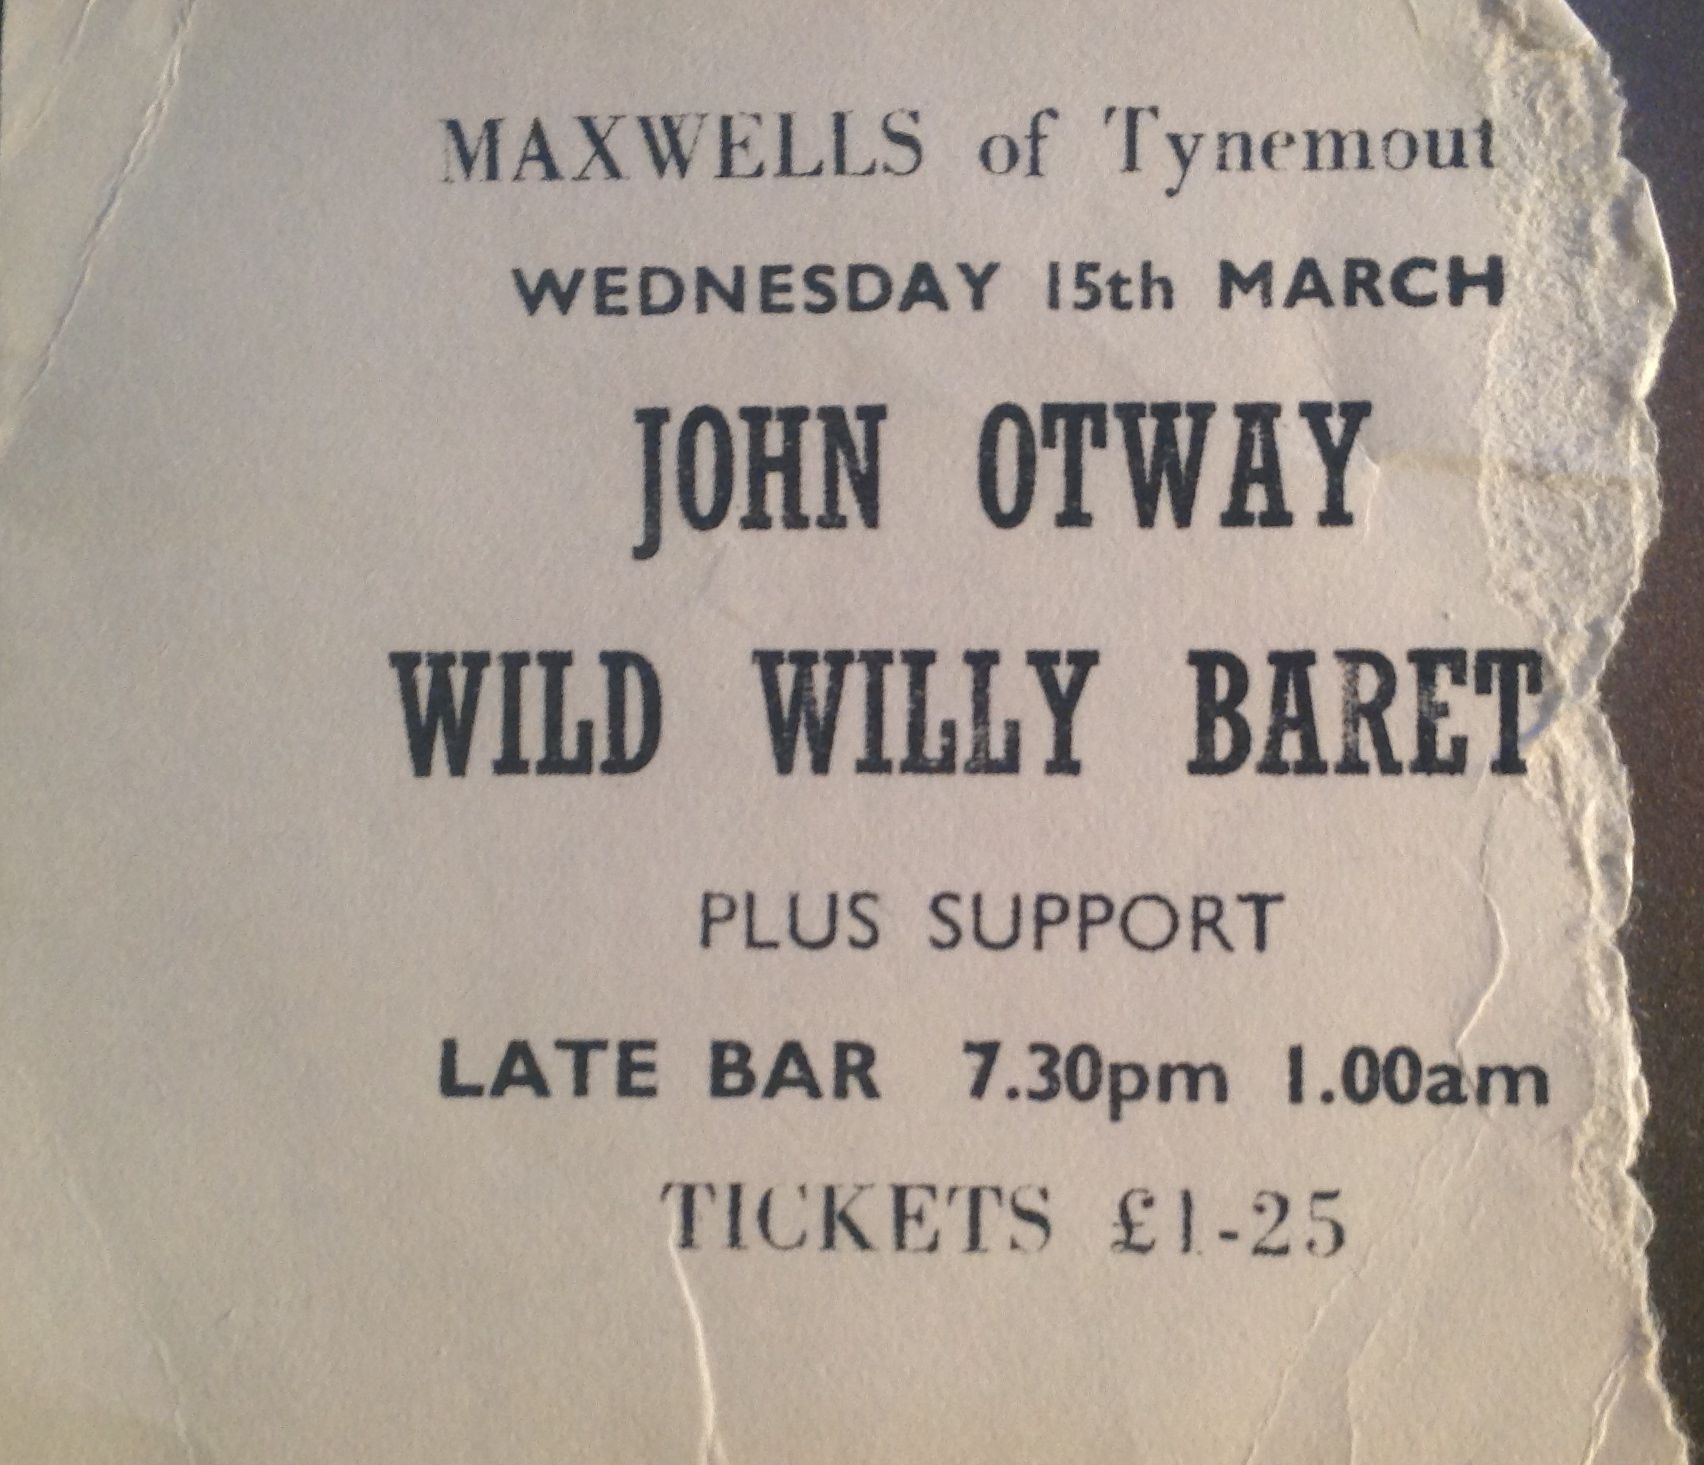 MAXWELLS of Tynemout
WEDNESDAY 15th MARCH
JOHN OTWAY
WILD WILLY BARET
PLUS SUPPORT
LATE BAR 7.30pm 1.00am
TICKETS £1-25